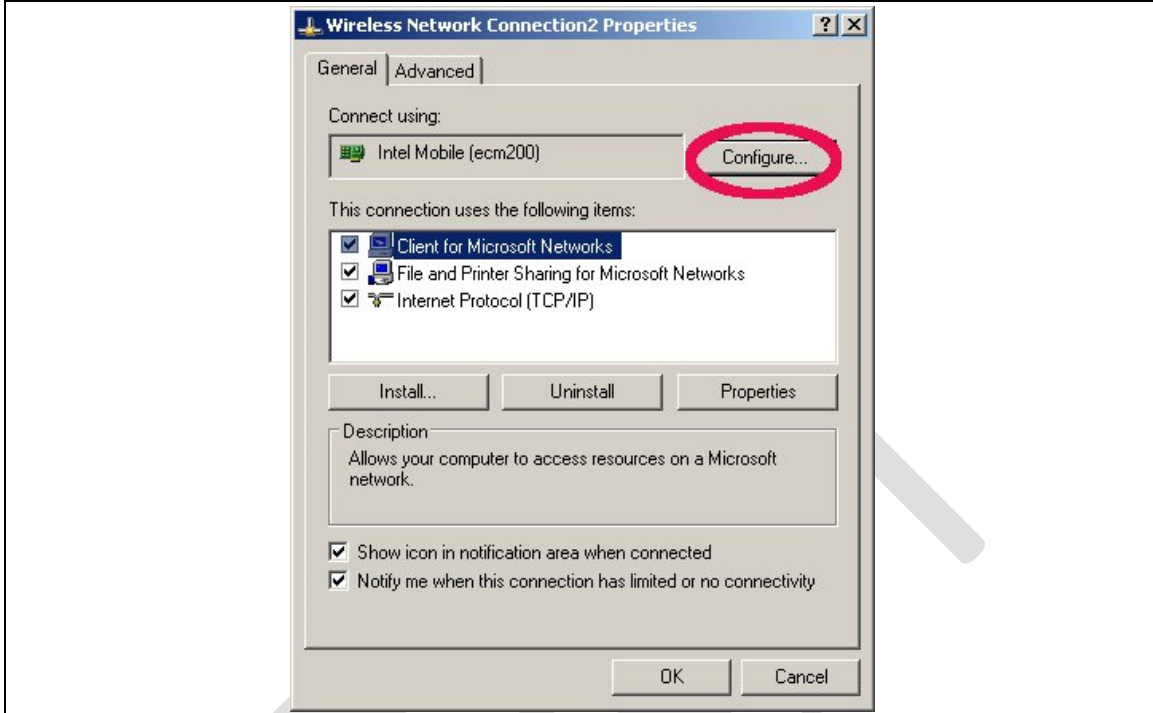 Wireless Network Connection2 Properties
General
Advanced
Connect using:
Intel Mobile (ecm200)
Configure...
This connection uses the following items:
Client for Microsoft Networks
File and Printer Sharing for Microsoft Networks
Internet Protocol (TCP/IP)
Install...
Uninstall
Properties
Description
Allows your computer to access resources on a Microsoft
network.
Show icon in notification area when connected
Notify me when this connection has limited or no connectivity
OK
Cancel